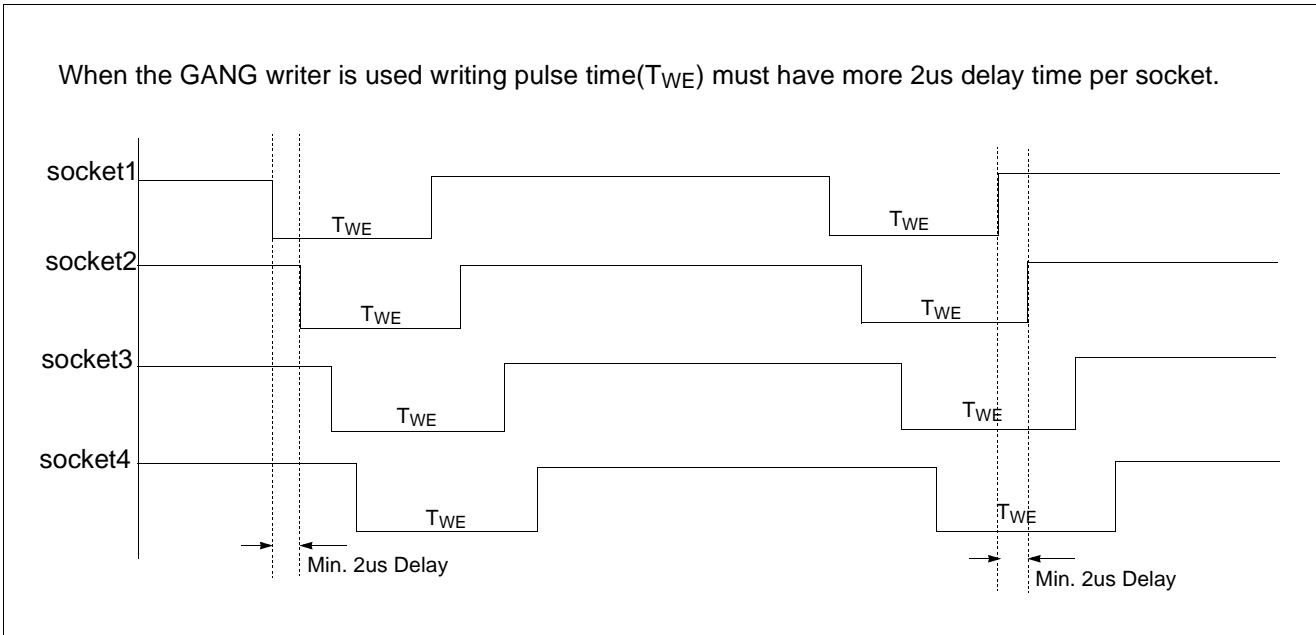 When the GANG writer is used writing pulse time(TWE) must have more 2us delay time per socket.
socket1
TWE
TWE
socket2
TWE
TWE
socket3
TWE
TWE
socket4
TWE
TWE
Min. 2us Delay
Min. 2us Delay